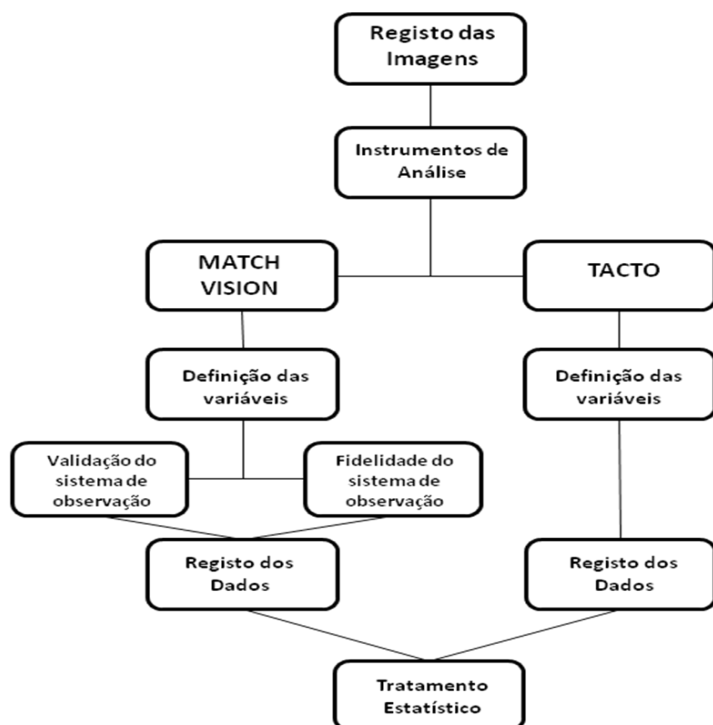 Registo das
Imagens
Instrumentos de
Análise
MATCH
VISION
TACTO
Definição das
variáveis
Definição das
variáveis
Validação do
sistema de
observação
Fidelidade do
sistema de
observação
Registo dos
Dados
Registo dos
Dados
Tratamento
Estatístico